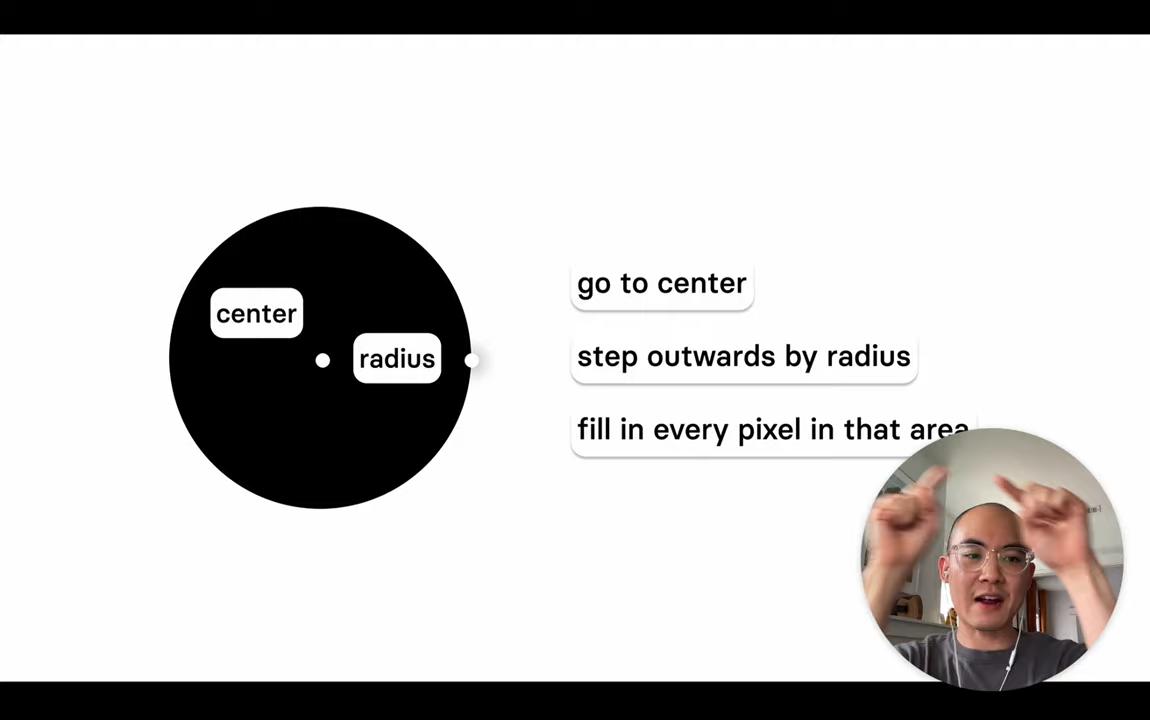 center
radius
go to center
step outwards by radius
fill in every pixel in that area